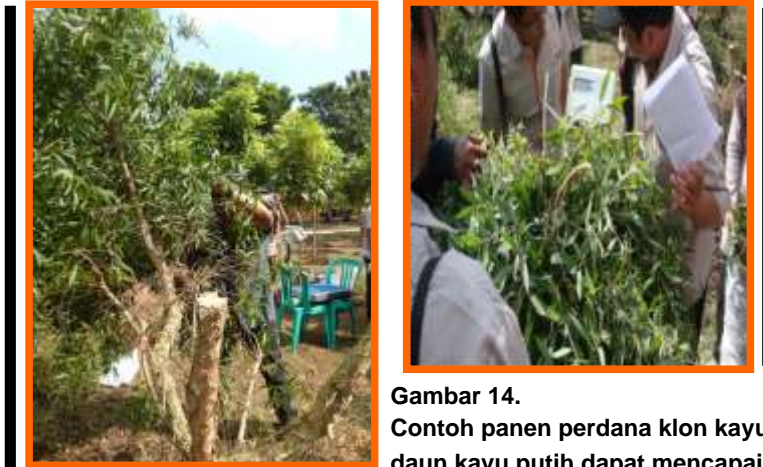 Gambar 14.
Contoh panen perdana klon kayu
daun kayu putih dapat mencapai